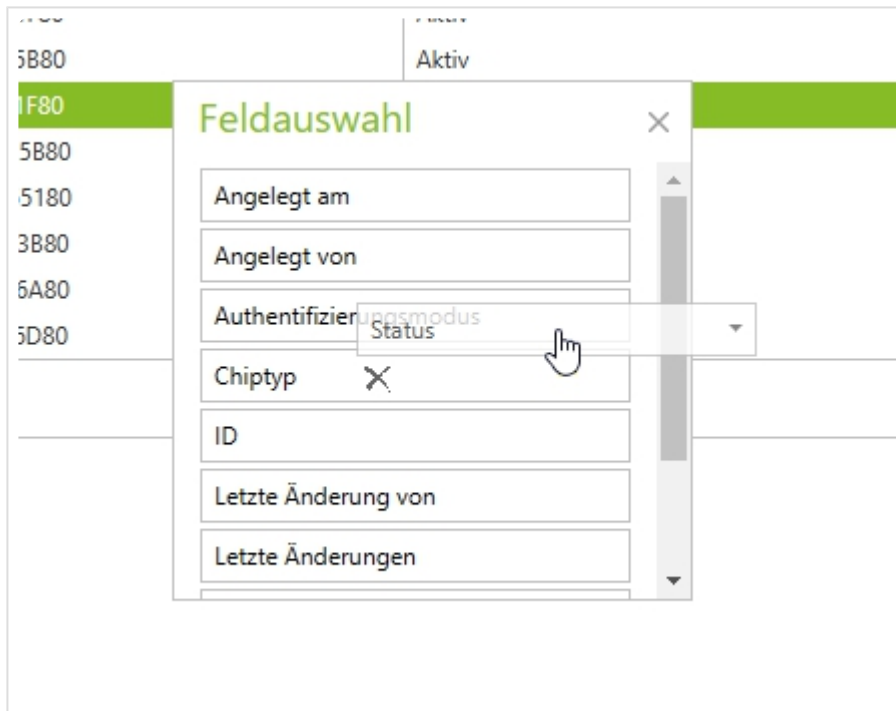 5B80 Aktiv
1F80
Feldauswahl
5B80
Angelegt am
5180
3B80
Angelegt von
6A80
Authentifizierungsmodus
Status
5D80
Chiptyp
ID
Letzte Änderung von
Letzte Änderungen